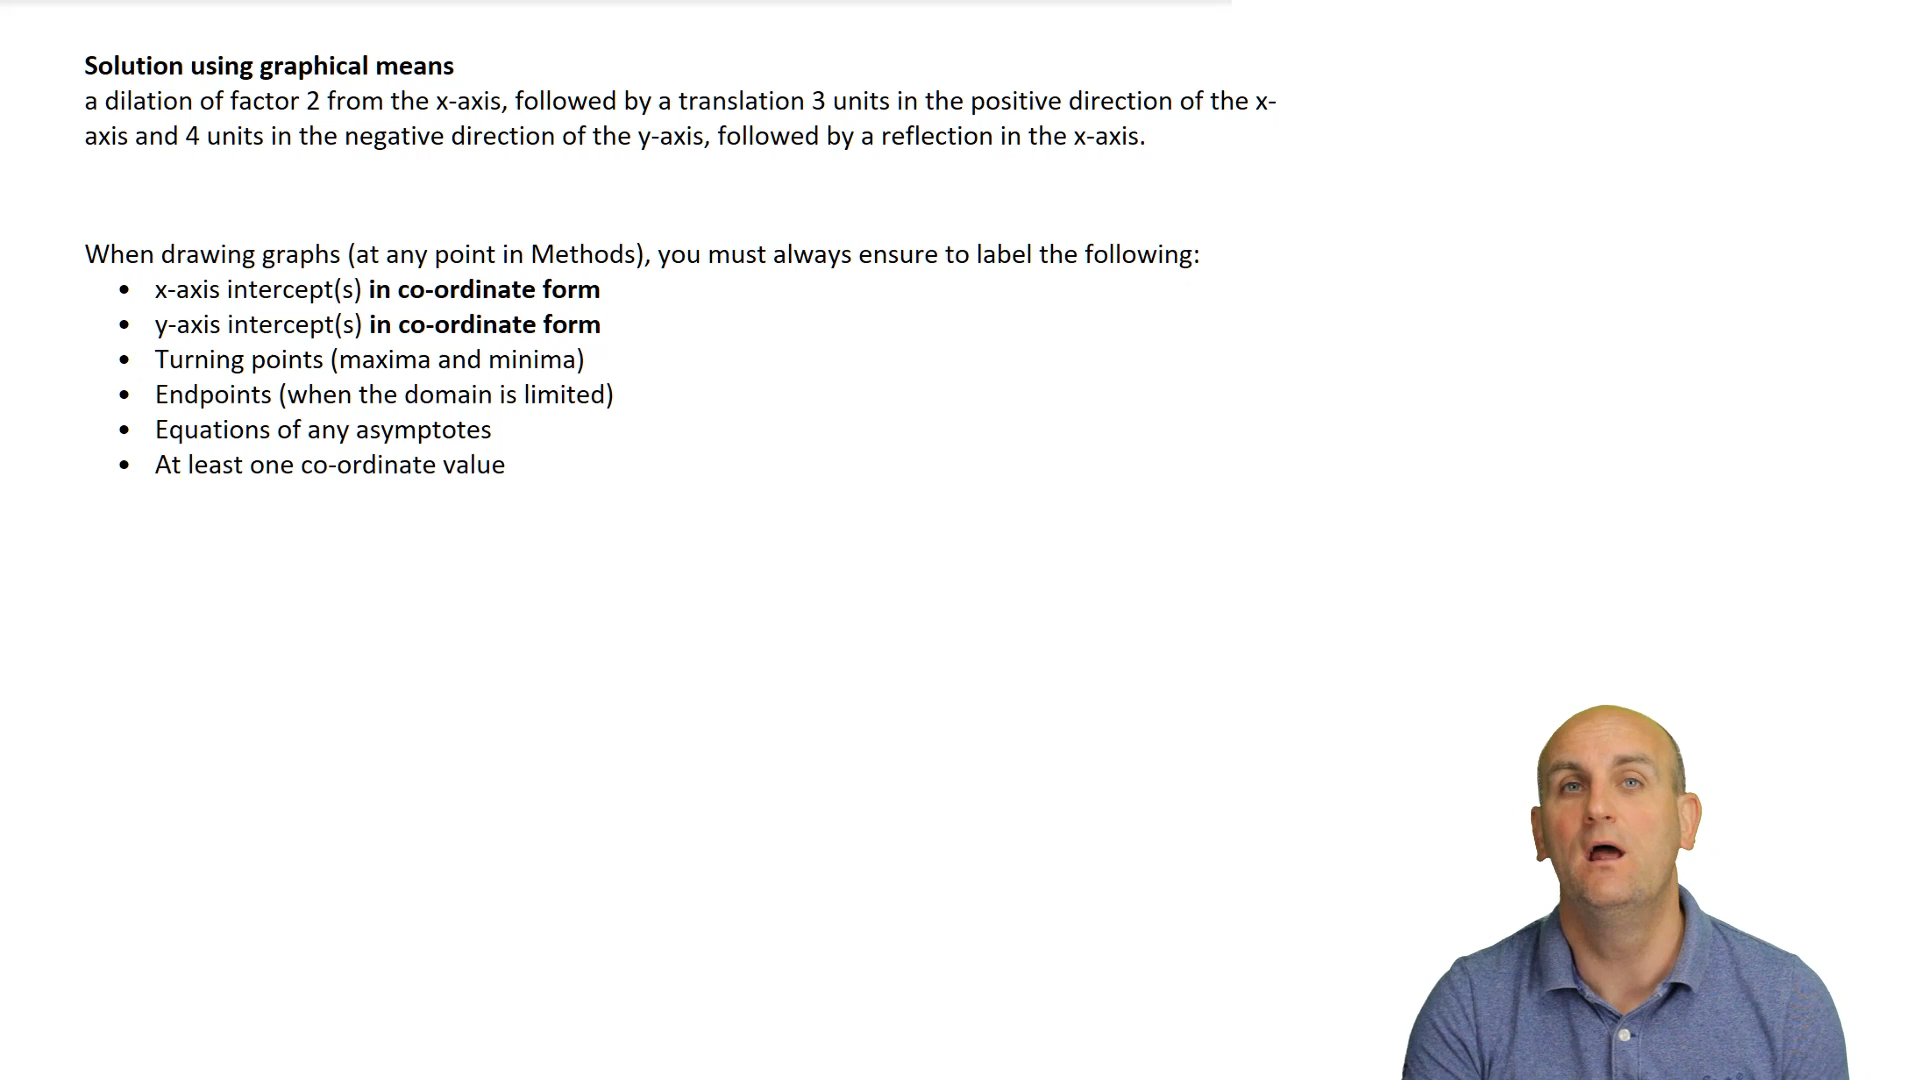 Solution using graphical means
a dilation of factor 2 from the x-axis, followed by a translation 3 units in the positive direction of the x-
axis and 4 units in the negative direction of the y-axis, followed by a reflection in the x-axis.
When drawing graphs (at any point in Methods), you must always ensure to label the following:
• x-axis intercept(s) in co-ordinate form
• y-axis intercept(s) in co-ordinate form
• Turning points (maxima and minima)
• Endpoints (when the domain is limited)
• Equations of any asymptotes
• At least one co-ordinate value